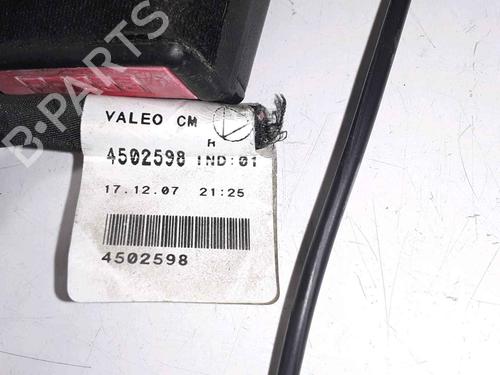 B-PARTS
VALEO CM
H
4502598 IND:01
17.12.07 21:25
4502598